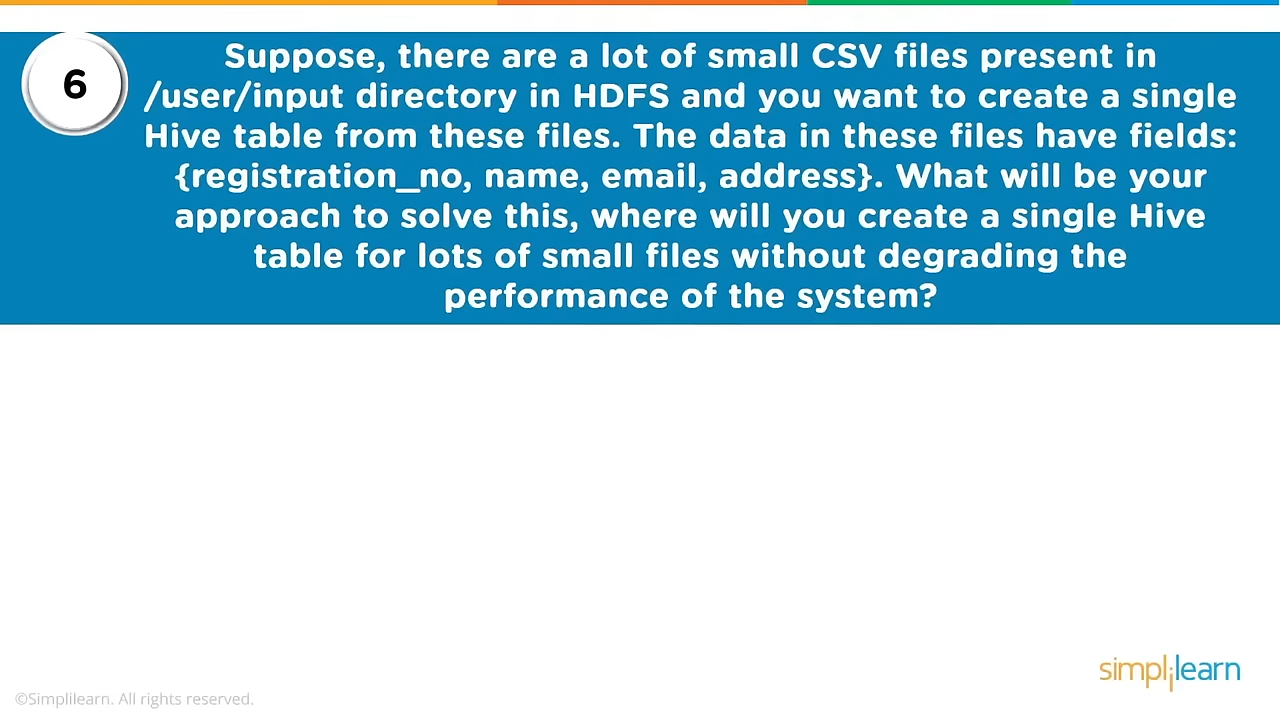 6
Suppose, there are a lot of small CSV files present in
/user/input directory in HDFS and you want to create a single
Hive table from these files. The data in these files have fields:
{registration_no, name, email, address}. What will be your
approach to solve this, where will you create a single Hive
table for lots of small files without degrading the
performance of the system?
simplilearn
©Simplilearn. All rights reserved.